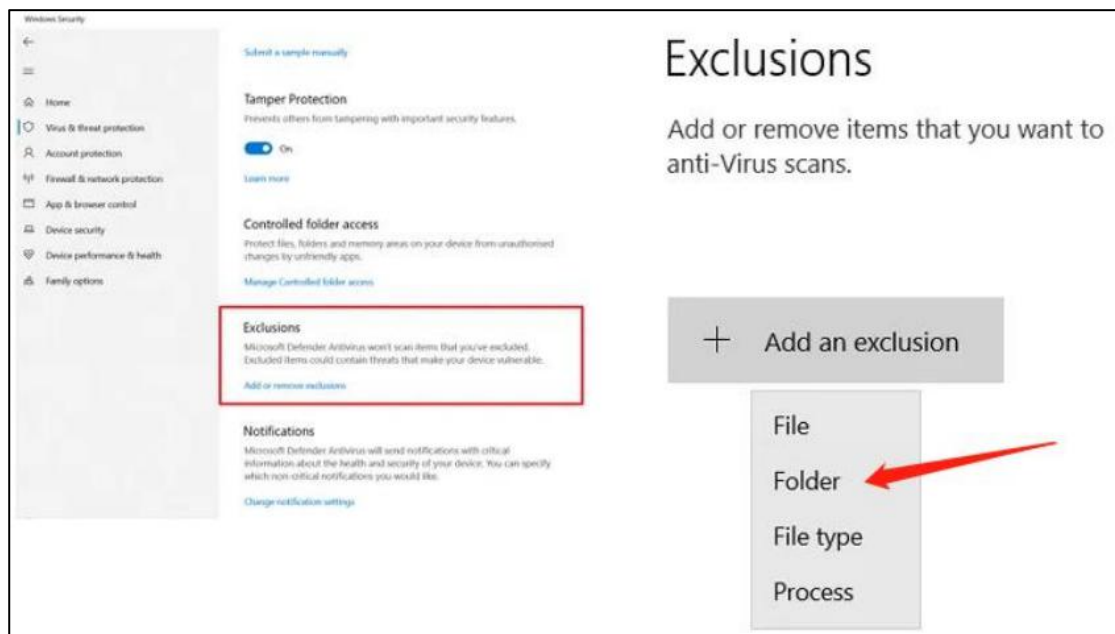 Windows Security
Home
Virus & threat protection
Account protection
Firewall & network protection
App & browser control
Device security
Device performance & health
Family options
Submit a sample manually
Tamper Protection
Prevents others from tampering with important security features.
On
Learn more
Controlled folder access
Protect files, folders and memory areas on your device from unauthorised
changes by unfriendly apps.
Manage Controlled folder access
Exclusions
Microsoft Defender Antivirus won't scan items that you've excluded.
Excluded items could contain threats that make your device vulnerable.
Add or remove exclusions
Notifications
Microsoft Defender Antivirus will send notifications with critical
information about the health and security of your device. You can specify
which non-critical notifications you would like.
Change notification settings
Exclusions
Add or remove items that you want to
anti-Virus scans.
Add an exclusion
File
Folder
File type
Process